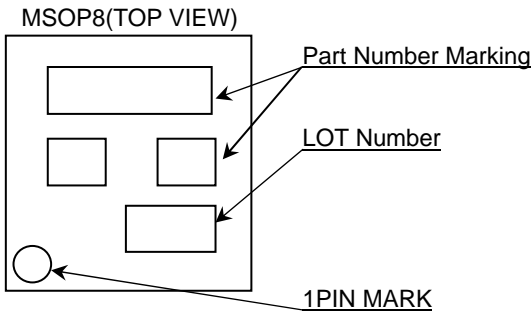 MSOP8(TOP VIEW)
Part Number Marking
LOT Number
1PIN MARK